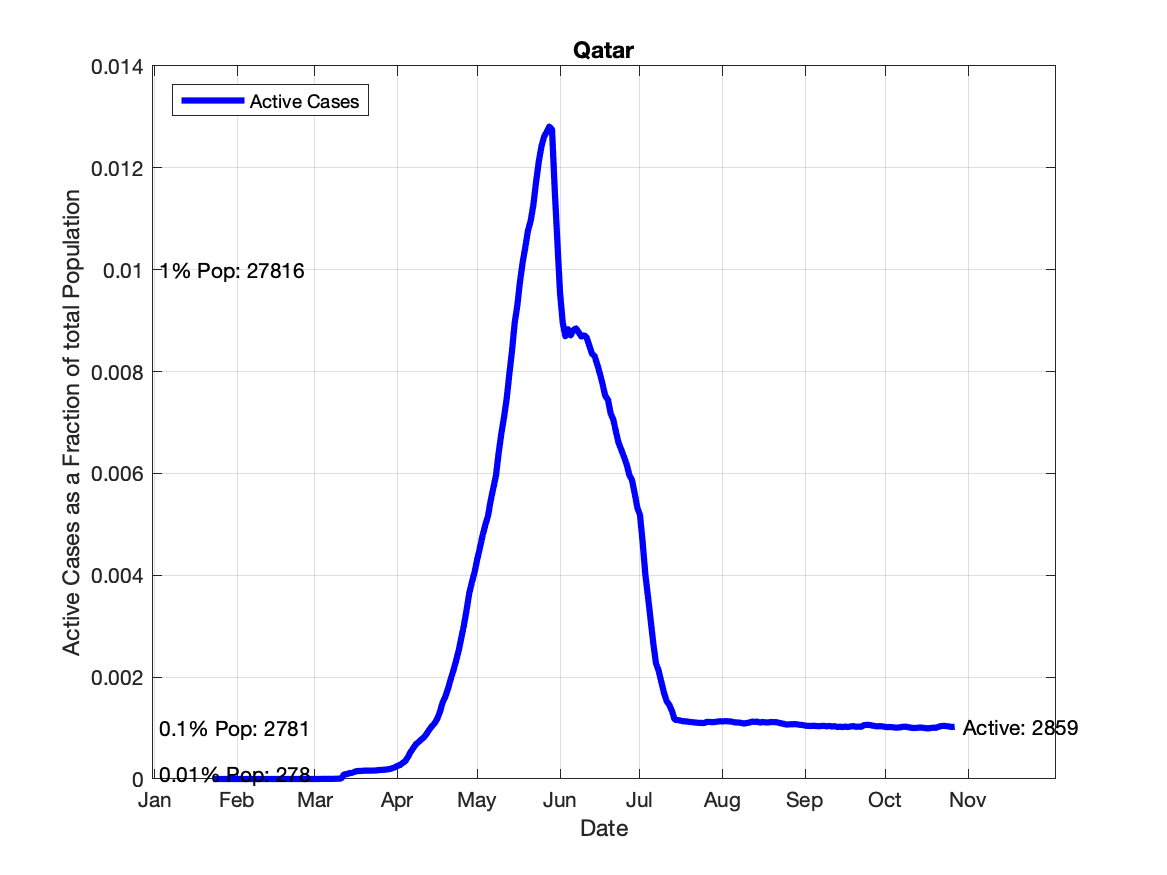 Qatar
0.014
Active Cases
0.012
1% Pop: 27816
0.01
0.008
0.006
0.004
0.002
0.1% Pop: 2781
Active: 2859
0.01% Pop: 278
0
Jan Feb Mar Apr May Jun Jul Aug Sep Oct Nov
Date
Active Cases as a Fraction of total Population